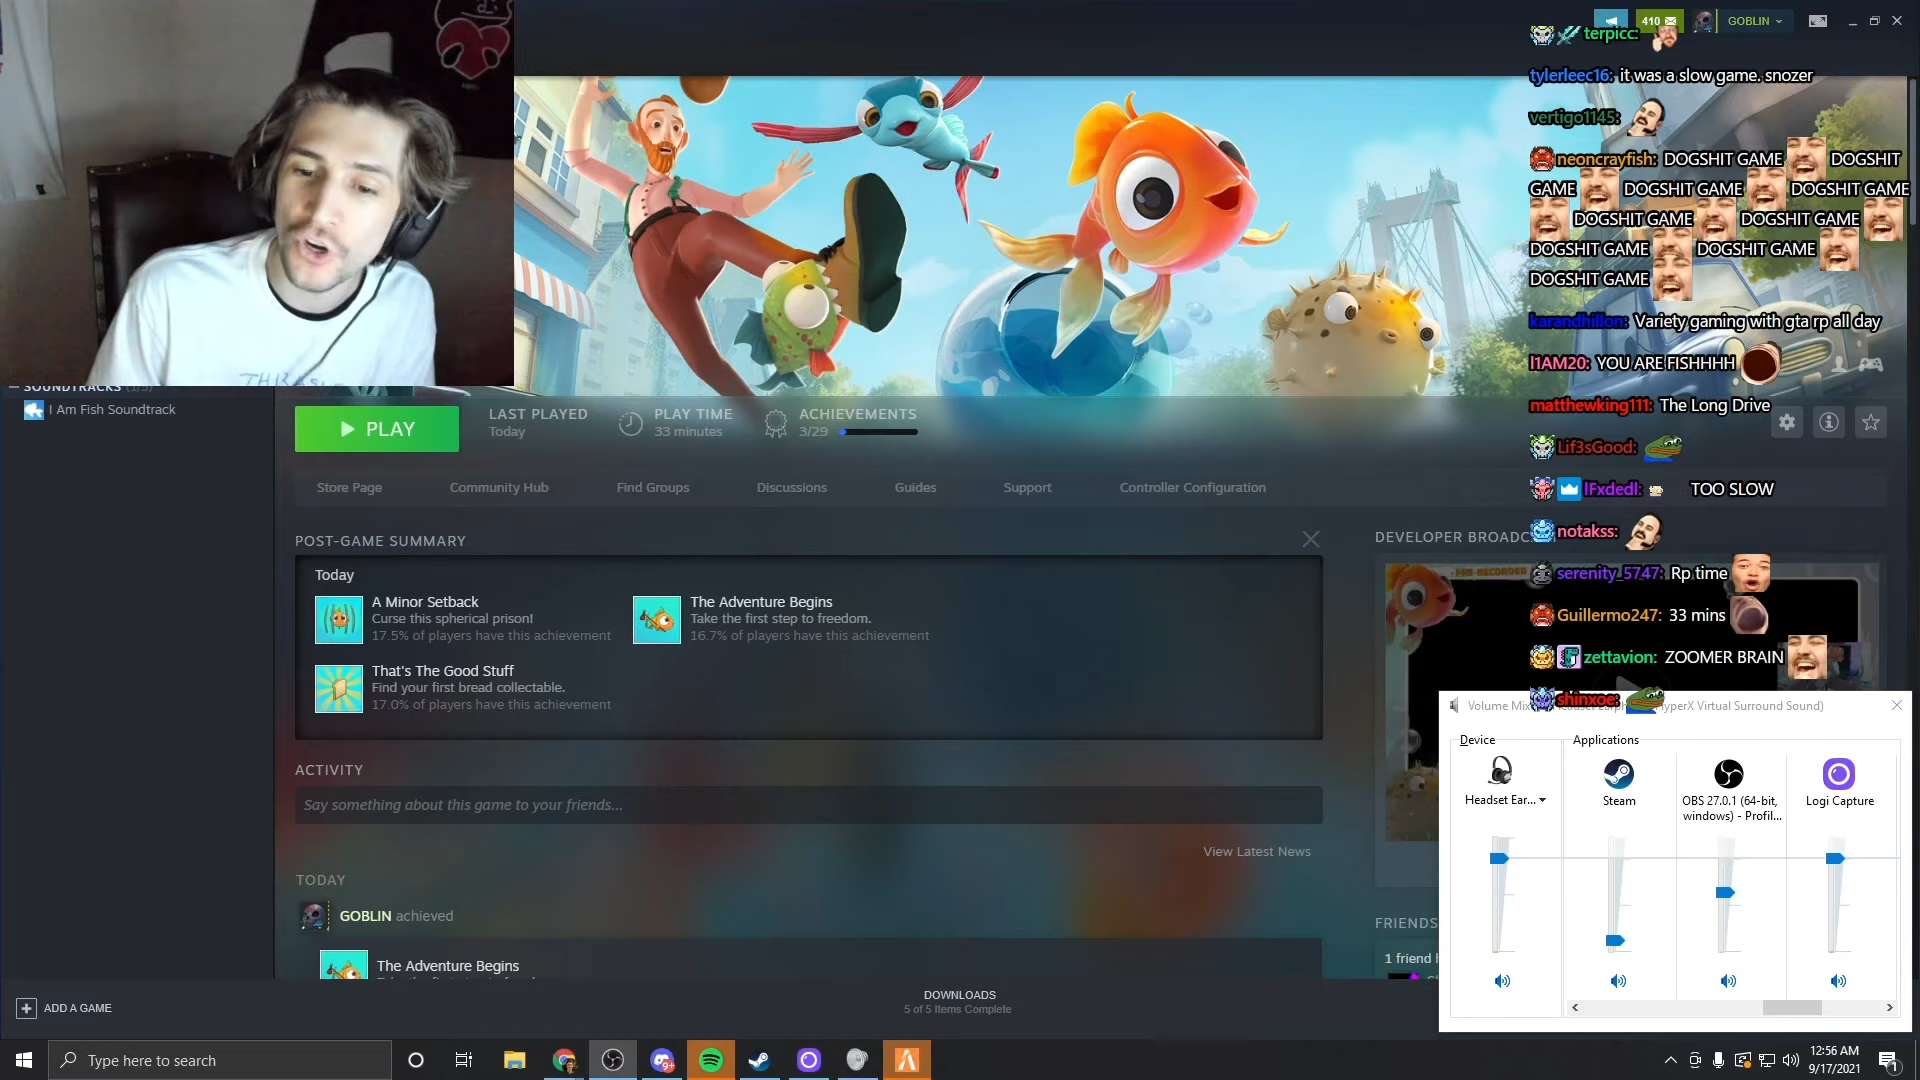 410
GOBLIN
terpicc:
tylerleec16: it was a slow game. snozer
vertigo1145:
neoncrayfish: DOGSHIT GAME DOGSHIT
GAME DOGSHIT GAME DOGSHIT GAME
DOGSHIT GAME DOGSHIT GAME
DOGSHIT GAME DOGSHIT GAME
DOGSHIT GAME
karandhillon: Variety gaming with gta rp all day
l1AM20: YOU ARE FISHHHH
matthewking111: The Long Drive
Lif3sGood:
lFxdedl: TOO SLOW
notakss:
serenity_5747: Rp time
Guillermo247: 33 mins
zettavion: ZOOMER BRAIN
shinxoe:
SOUNDTRACKS
I Am Fish Soundtrack
PLAY
LAST PLAYED
Today
PLAY TIME
33 minutes
ACHIEVEMENTS
3/29
Store Page
Community Hub
Find Groups
Discussions
Guides
Support
Controller Configuration
POST-GAME SUMMARY
Today
A Minor Setback
Curse this spherical prison!
17.5% of players have this achievement
The Adventure Begins
Take the first step to freedom.
16.7% of players have this achievement
That's The Good Stuff
Find your first bread collectable.
17.0% of players have this achievement
ACTIVITY
Say something about this game to your friends...
View Latest News
TODAY
GOBLIN achieved
The Adventure Begins
DEVELOPER BROADC
PRE-RECORDED
FRIENDS
1 friend
Volume Mix
HyperX Virtual Surround Sound)
Device
Applications
Headset Ear...
Steam
OBS 27.0.1 (64-bit,
windows) - Profil...
Logi Capture
ADD A GAME
DOWNLOADS
5 of 5 Items Complete
Type here to search
9+
12:56 AM
9/17/2021
1